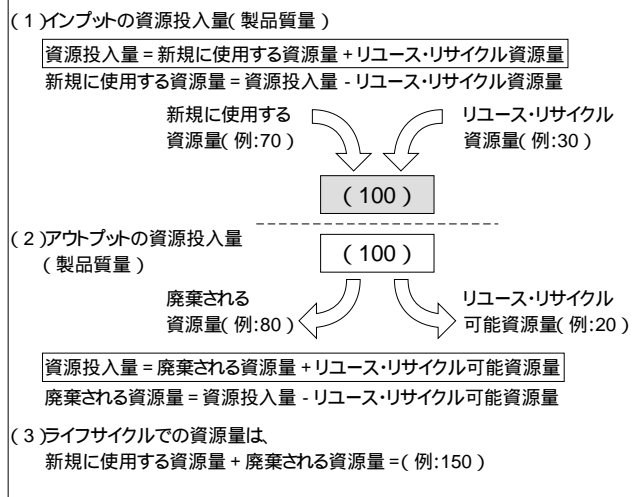 (1)インプットの資源投入量(製品質量)
資源投入量=新規に使用する資源量+リユース・リサイクル資源量
新規に使用する資源量=資源投入量-リユース・リサイクル資源量
新規に使用する
資源量(例:70)
リユース・リサイクル
資源量(例:30)
(100)
(2)アウトプットの資源投入量
(製品質量)
(100)
廃棄される
資源量(例:80)
リユース・リサイクル
可能資源量(例:20)
資源投入量=廃棄される資源量+リユース・リサイクル可能資源量
廃棄される資源量=資源投入量-リユース・リサイクル可能資源量
(3)ライフサイクルでの資源量は、
新規に使用する資源量+廃棄される資源量=(例:150)